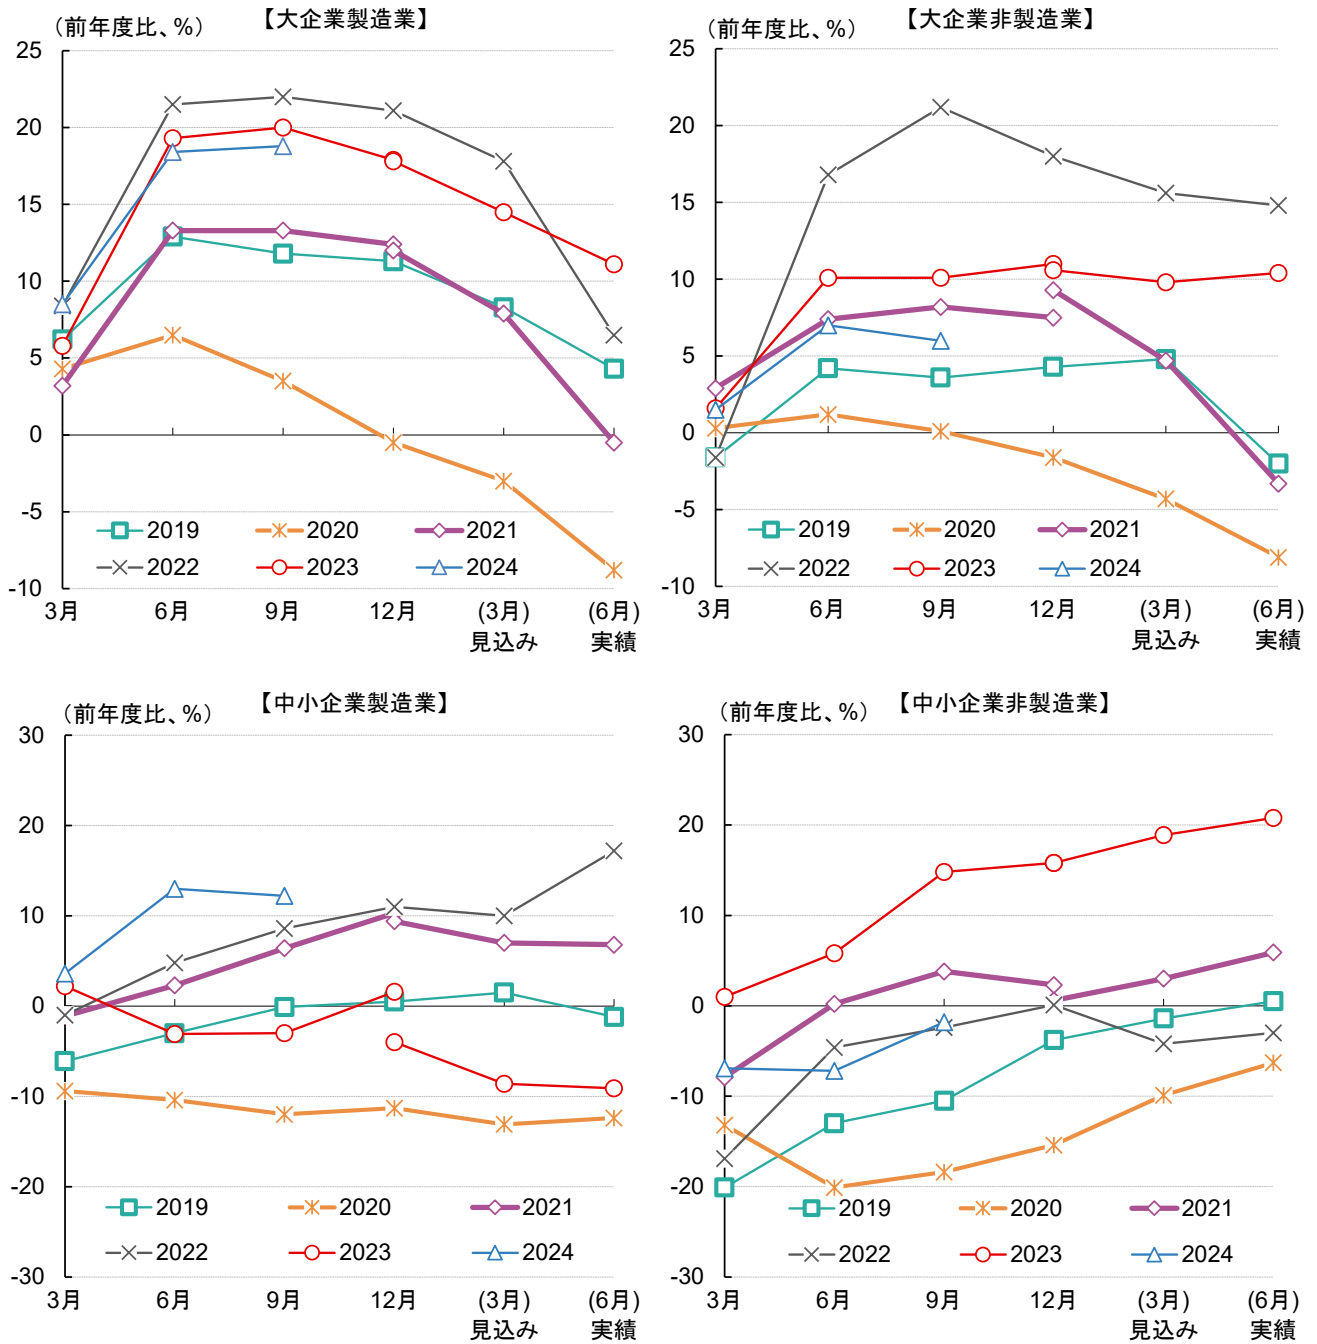 【大企業製造業】
(前年度比、%)
25
20
15
10
5
0
-5
-10
2019
2020
2021
2022
2023
2024
3月
6月
9月
12月
(3月)
見込み
(6月)
実績
【大企業非製造業】
(前年度比、%)
25
20
15
10
5
0
-5
-10
2019
2020
2021
2022
2023
2024
3月
6月
9月
12月
(3月)
見込み
(6月)
実績
【中小企業製造業】
(前年度比、%)
30
20
10
0
-10
-20
-30
2019
2020
2021
2022
2023
2024
3月
6月
9月
12月
(3月)
見込み
(6月)
実績
【中小企業非製造業】
(前年度比、%)
30
20
10
0
-10
-20
-30
2019
2020
2021
2022
2023
2024
3月
6月
9月
12月
(3月)
見込み
(6月)
実績